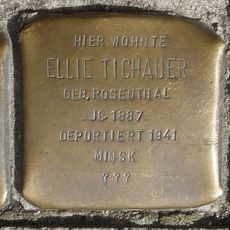 HIER WOHNTE
ELLIE TICHAUER
GEB. ROSENTHAL
JG. 1887
DEPORTIERT 1941
MINSK
???